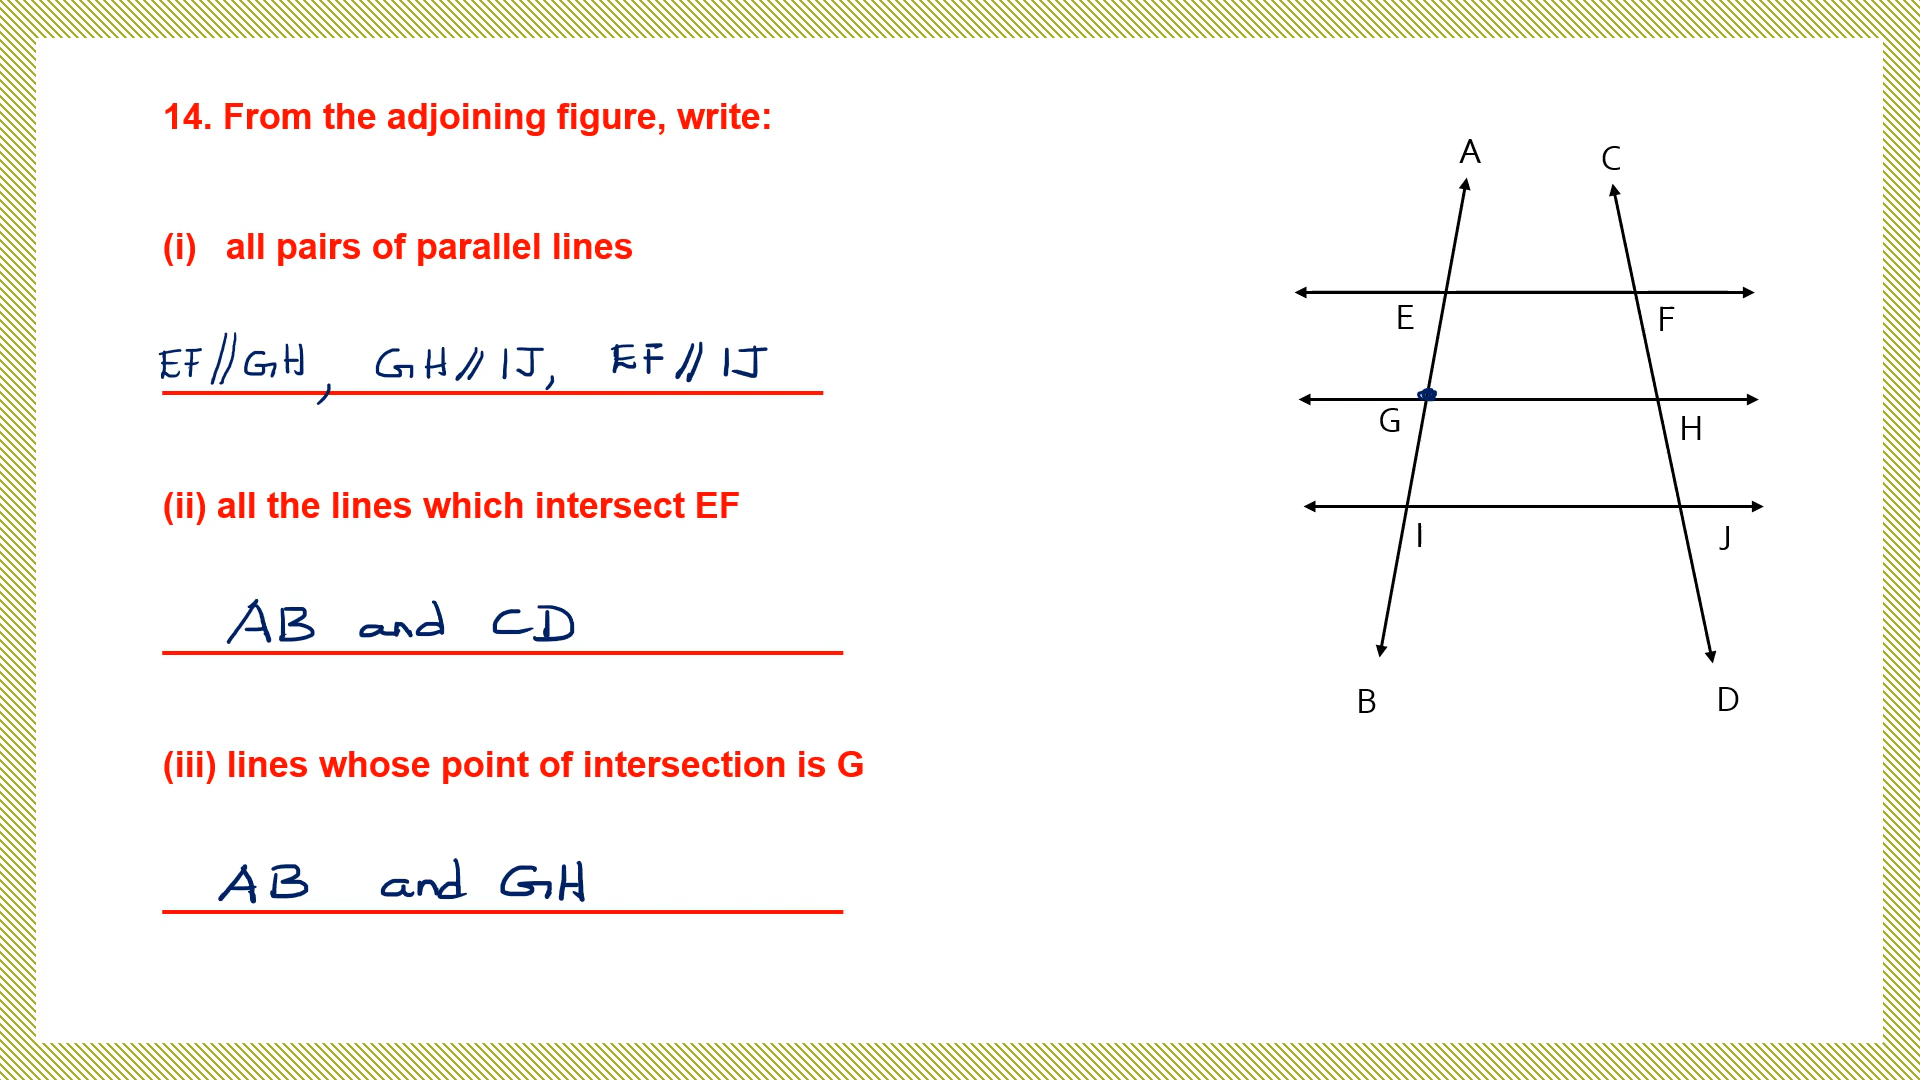 14. From the adjoining figure, write:
(i) all pairs of parallel lines
EF//GH, GH//IJ, EF//IJ
(ii) all the lines which intersect EF
AB and CD
(iii) lines whose point of intersection is G
AB and GH
A C
E F
G H
I J
B D